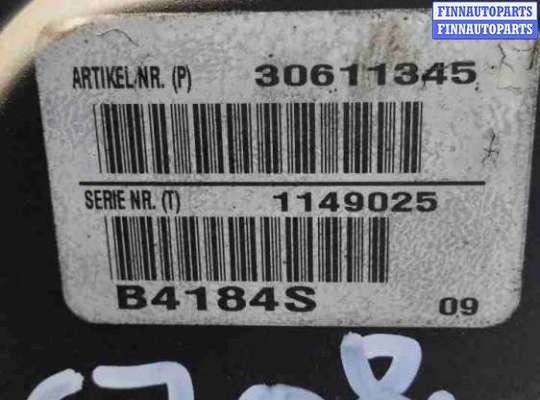 FINNAUTOPARTS
FINNAUTOPARTS
ARTIKEL NR. (P) 30611345
SERIE NR. (T) 1149025
B4184S 09